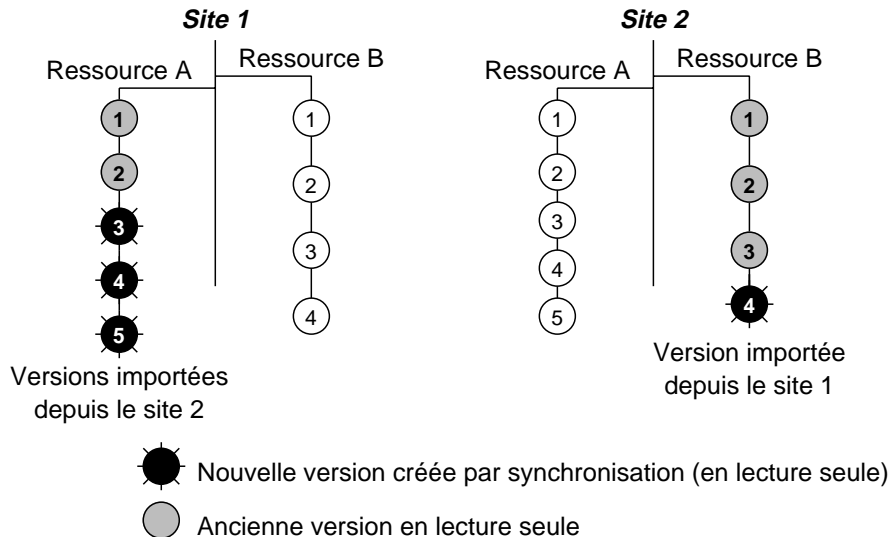 Site 1
Ressource A
Ressource B
1
2
3
4
5
1
2
3
4
Versions importées
depuis le site 2
Site 2
Ressource A
Ressource B
1
2
3
4
5
1
2
3
4
Version importée
depuis le site 1
Nouvelle version créée par synchronisation (en lecture seule)
Ancienne version en lecture seule